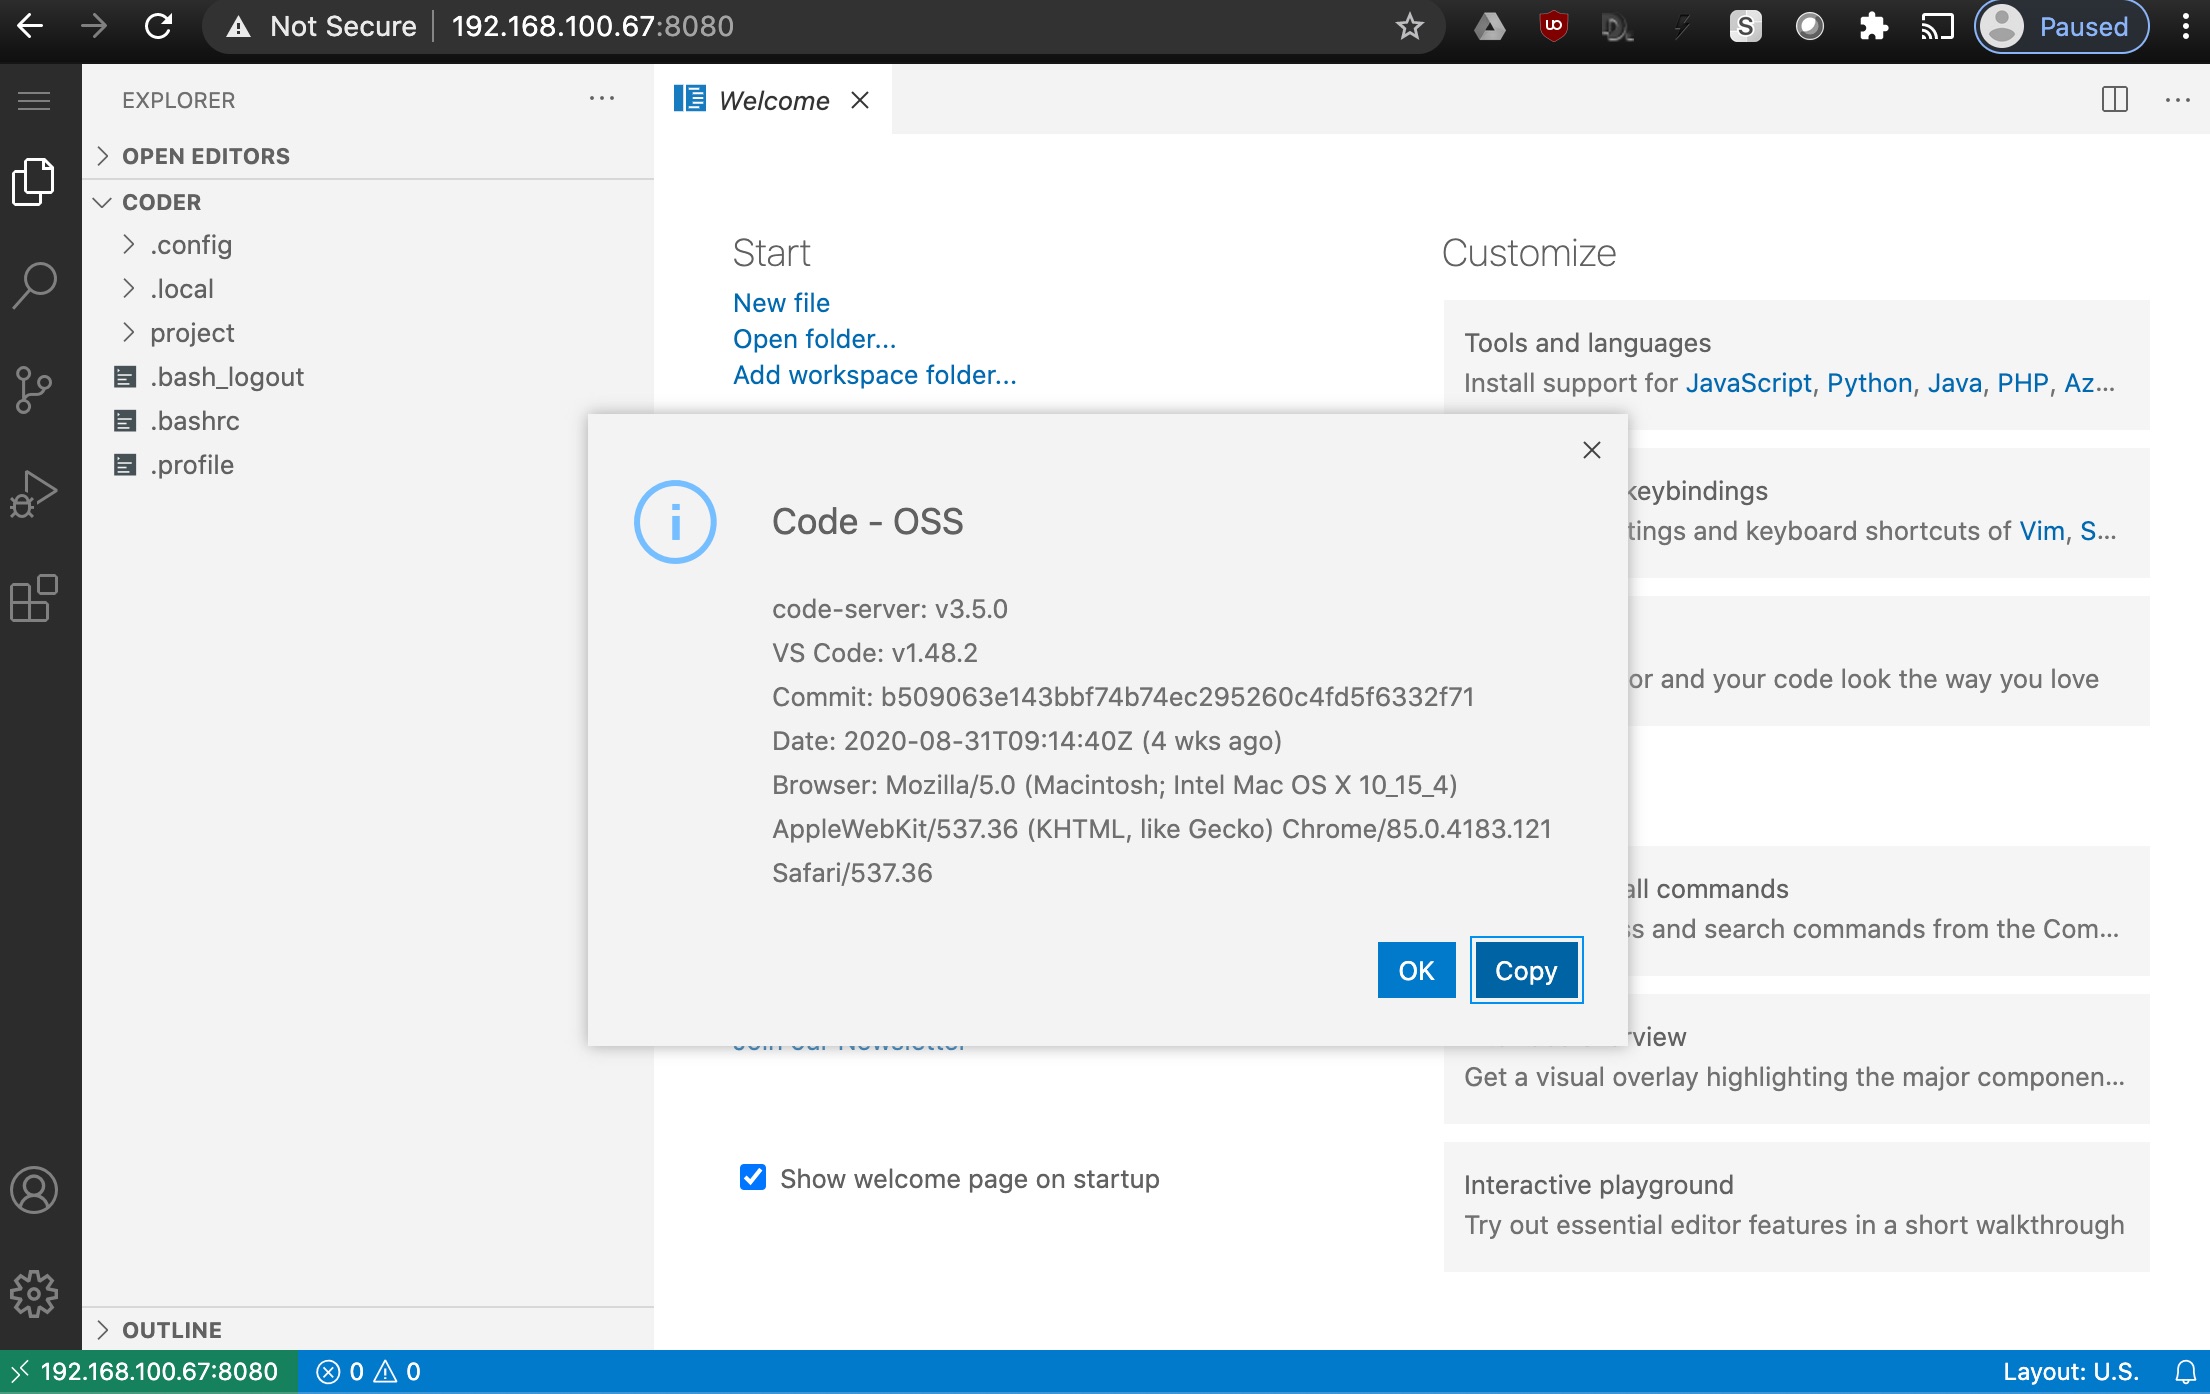 Not Secure
192.168.100.67:8080
Paused
EXPLORER
OPEN EDITORS
CODER
.config
.local
project
.bash_logout
.bashrc
.profile
OUTLINE
Welcome
Start
New file
Open folder...
Add workspace folder...
Join our Newsletter
Show welcome page on startup
Customize
Tools and languages
Install support for JavaScript, Python, Java, PHP, Az...
keybindings
tings and keyboard shortcuts of Vim, S...
or and your code look the way you love
all commands
and search commands from the Com...
Get a visual overlay highlighting the major componen...
Interactive playground
Try out essential editor features in a short walkthrough
Code - OSS
code-server: v3.5.0
VS Code: v1.48.2
Commit: b509063e143bbf74b74ec295260c4fd5f6332f71
Date: 2020-08-31T09:14:40Z (4 wks ago)
Browser: Mozilla/5.0 (Macintosh; Intel Mac OS X 10_15_4)
AppleWebKit/537.36 (KHTML, like Gecko) Chrome/85.0.4183.121
Safari/537.36
OK
Copy
192.168.100.67:8080
0
0
Layout: U.S.